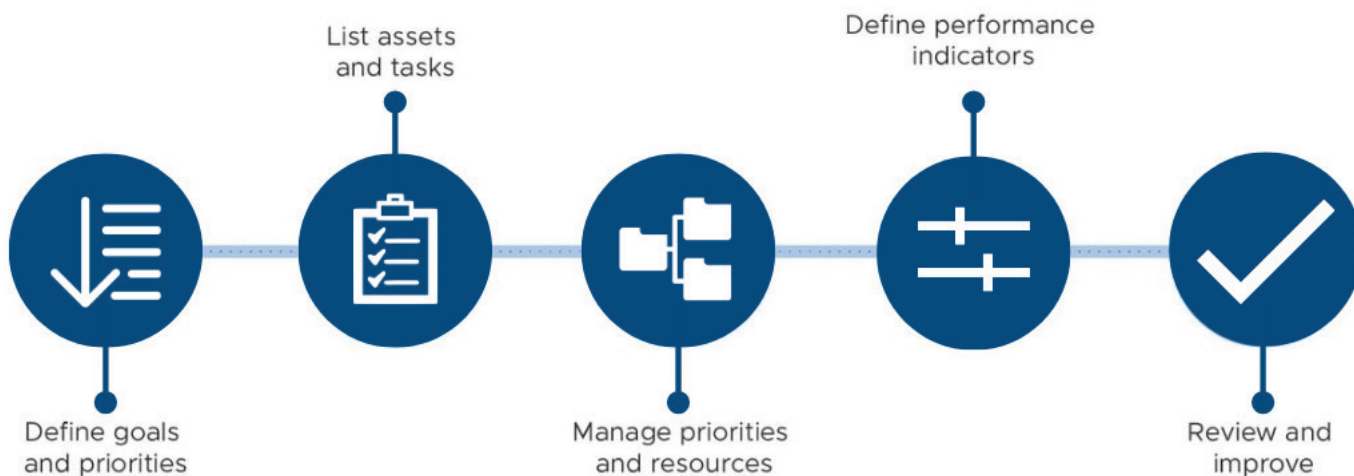 Define goals
and priorities
List assets
and tasks
Manage priorities
and resources
Define performance
indicators
Review and
improve